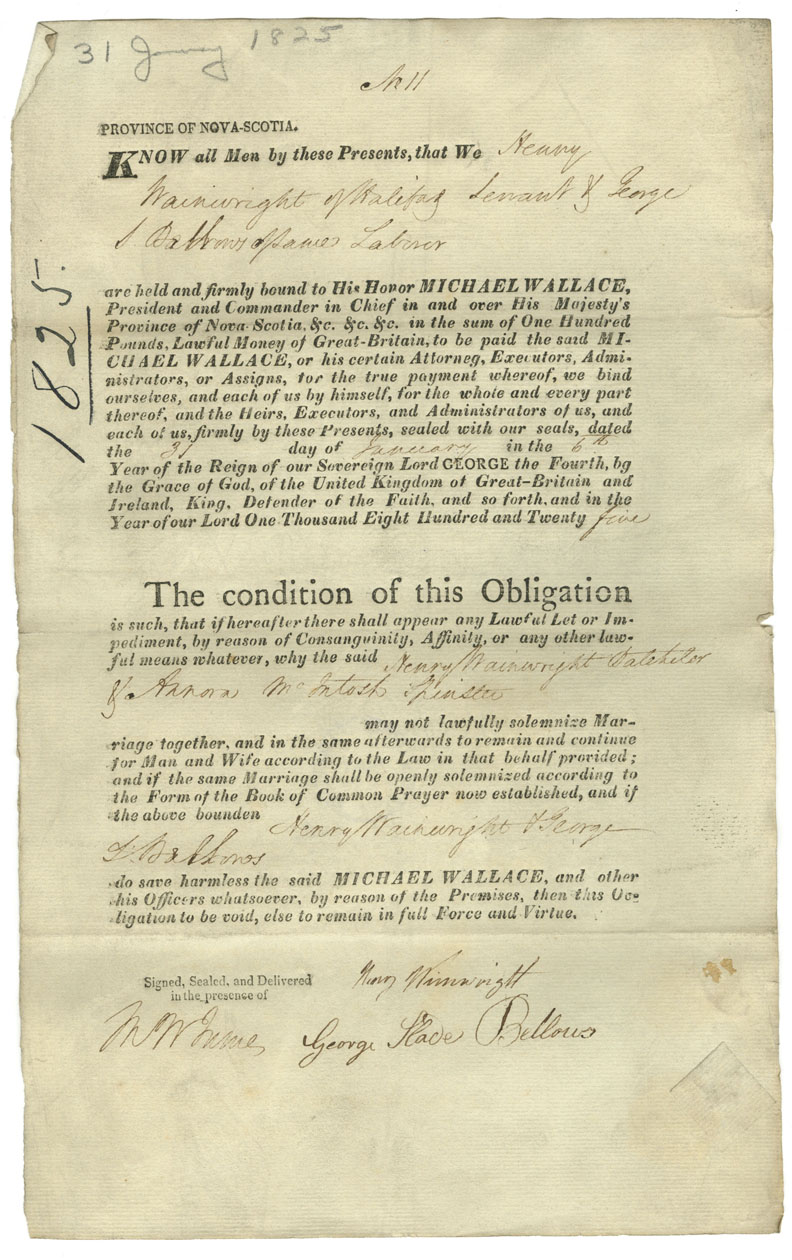 31 January 1825
No 11
PROVINCE OF NOVA-SCOTIA.
KNOW all Men by these Presents, that We Henry
Wainwright of Halifax Servant & George
S Bellows of same Laborer
1825.
are held and firmly bound to His Honor MICHAEL WALLACE,
President and Commander in Chief in and over His Majesty's
Province of Nova-Scotia, &c. &c. &c. in the sum of One Hundred
Pounds, Lawful Money of Great-Britain, to be paid the said MI-
CHAEL WALLACE, or his certain Attorneg, Executors, Admi-
nistrators, or Assigns, for the true payment whereof, we bind
ourselves, and each of us by himself, for the whole and every part
thereof, and the Heirs, Executors, and Administrators of us, and
each of us, firmly by these Presents, sealed with our seals, dated
the 31 day of January in the 6th
Year of the Reign of our Sovereign Lord GEORGE the Fourth, bg
the Grace of God, of the United Kingdom of Great-Britain and
Ireland, King, Defender of the Faith, and so forth. and in the
Year of our Lord One Thousand Eight Hundred and Twenty five
The condition of this Obligation
is such, that if hereafter there shall appear any Lawful Let or Im-
pediment, by reason of Consanguinity, Affinity, or any other law-
ful means whatever, why the said Henry Wainwright Batchelor
& Annora McIntosh Spinster
may not lawfully solemnize Mar-
riage together, and in the same afterwards to remain and continue
for Man and Wife according to the Law in that behalf provided;
and if the same Marriage shall be openly solemnized according to
the Form of the Book of Common Prayer now established, and if
the above bounden Henry Wainwright & George
S. Bellows
do save harmless the said MICHAEL WALLACE, and other
his Officers whatsoever, by reason of the Premises, then this Ob-
ligation to be void, else to remain in full Force and Virtue.
Signed, Sealed, and Delivered
in the presence of
Henry Wainwright
George Slade Bellows